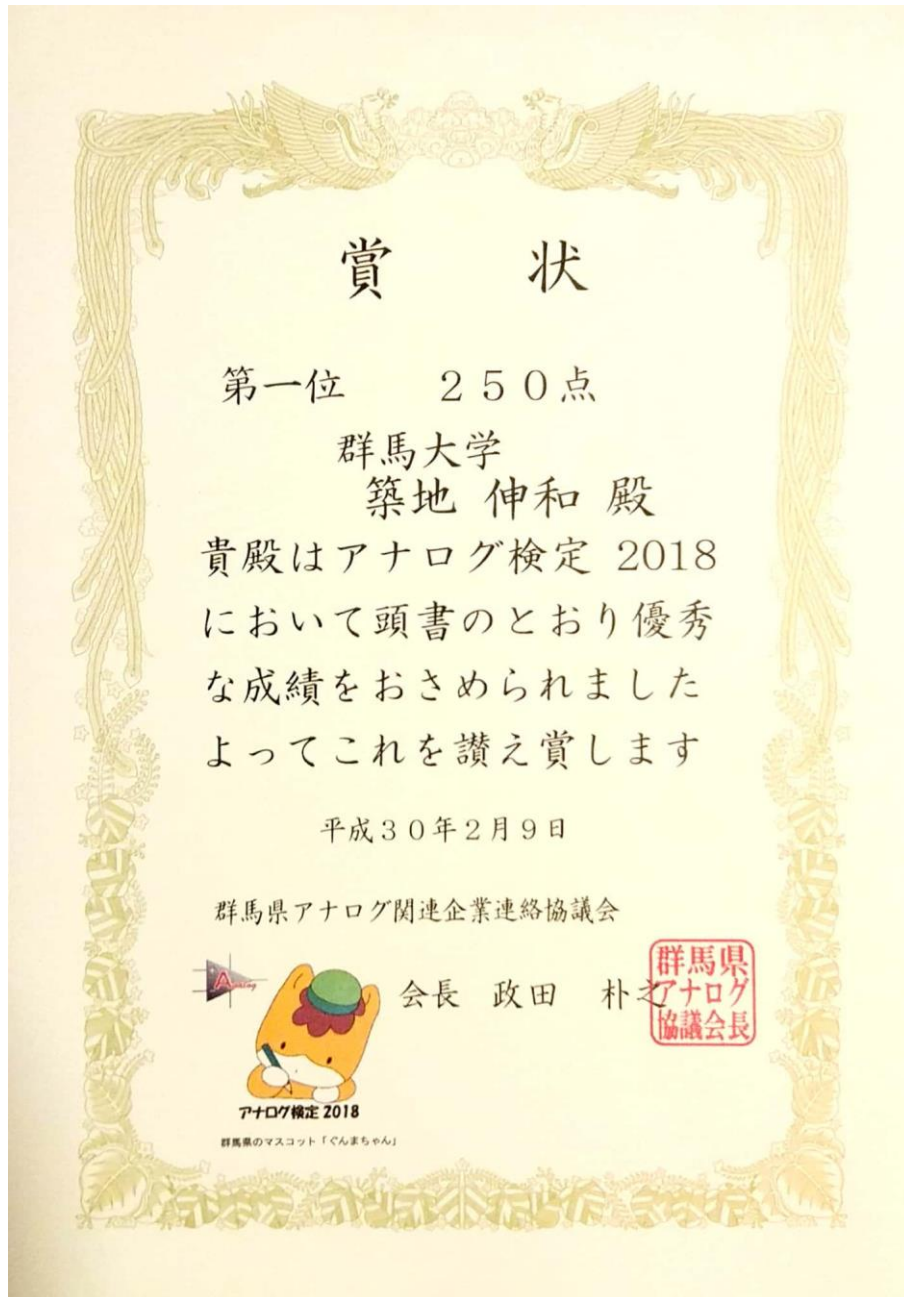 賞 状
第一位 250点
群馬大学
築地 伸和 殿
貴殿はアナログ検定 2018
において頭書のとおり優秀
な成績をおさめられました
よってこれを讃え賞します
平成30年2月9日
群馬県アナログ関連企業連絡協議会
Analog
会長 政田 朴之
群馬県
アナログ
協議会長
アナログ検定 2018
群馬県のマスコット「ぐんまちゃん」